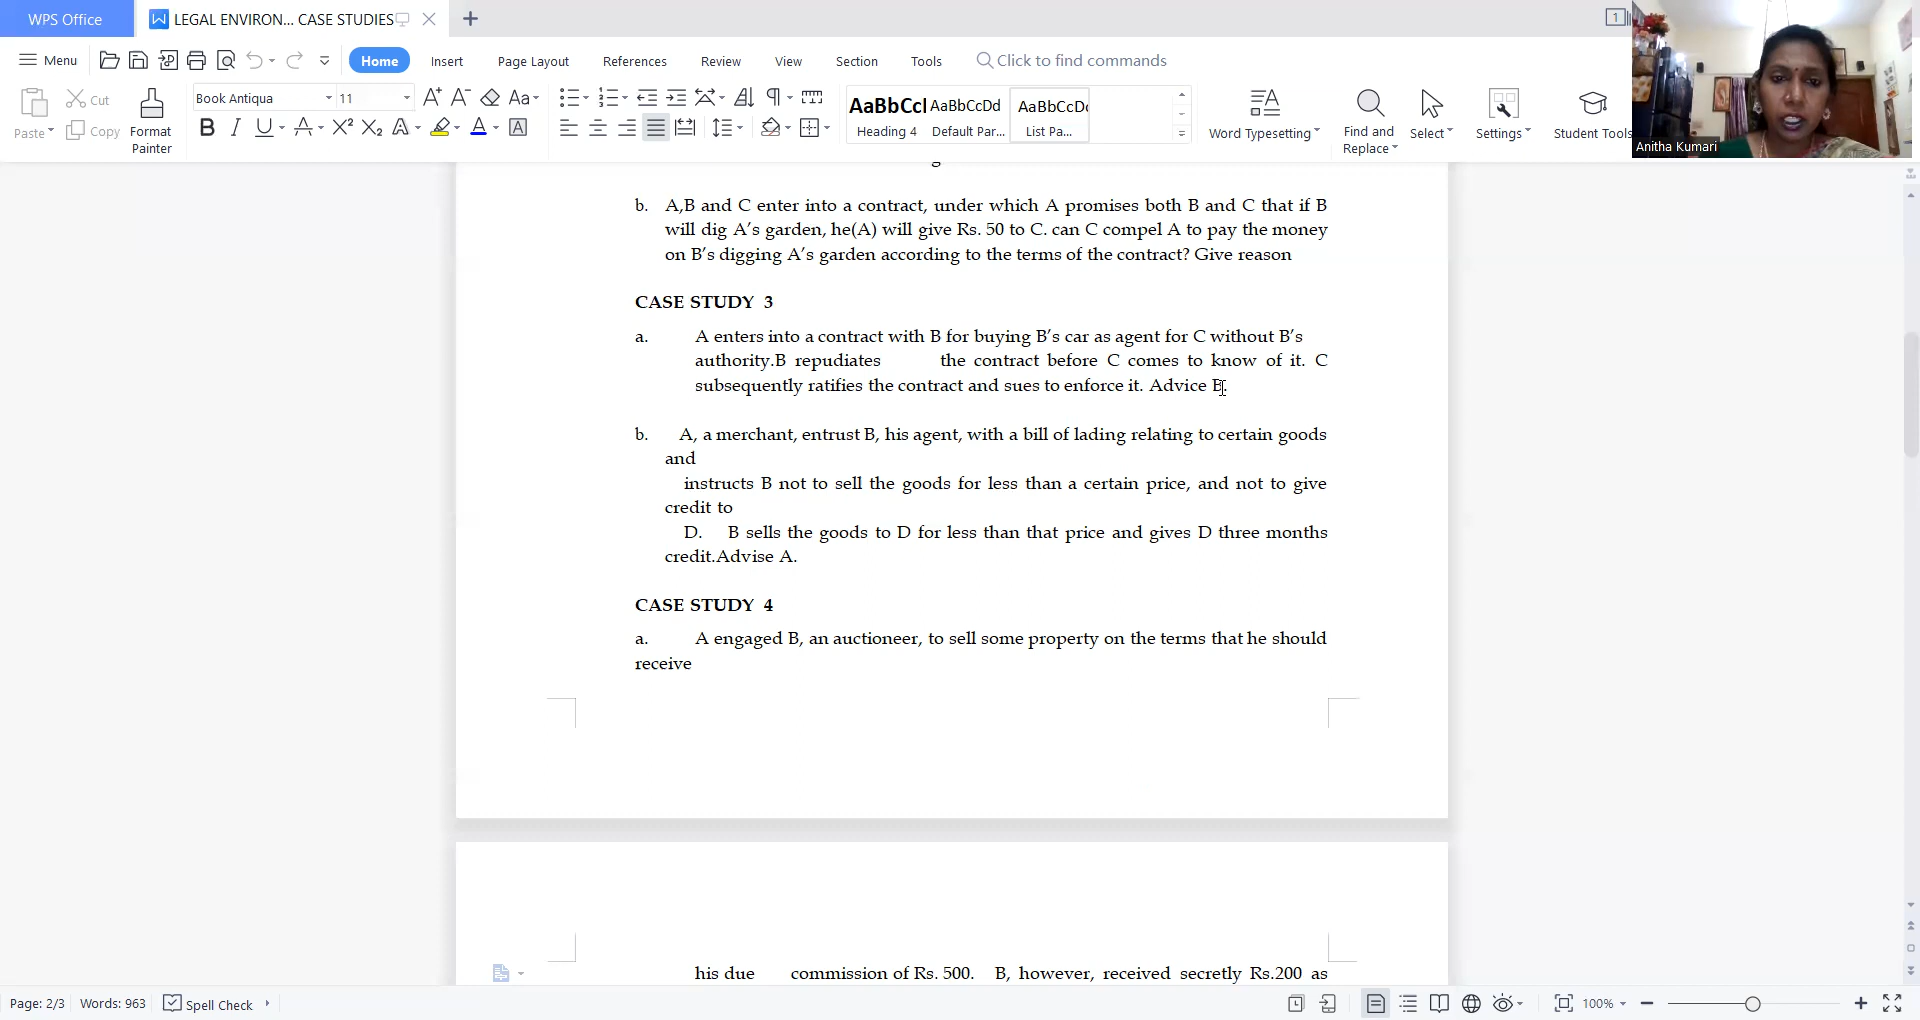 WPS Office
LEGAL ENVIRON... CASE STUDIES
1
Menu
Home
Insert
Page Layout
References
Review
View
Section
Tools
Click to find commands
Paste
Cut
Copy
Format Painter
Book Antiqua
11
AaBbCcI
Heading 4
AaBbCcDd
Default Par...
AaBbCcDc
List Pa...
Word Typesetting
Find and Replace
Select
Settings
Student Tools
Anitha Kumari
b. A,B and C enter into a contract, under which A promises both B and C that if B
will dig A's garden, he(A) will give Rs. 50 to C. can C compel A to pay the money
on B's digging A's garden according to the terms of the contract? Give reason
CASE STUDY 3
a. A enters into a contract with B for buying B's car as agent for C without B's
authority.B repudiates the contract before C comes to know of it. C
subsequently ratifies the contract and sues to enforce it. Advice B.
b. A, a merchant, entrust B, his agent, with a bill of lading relating to certain goods
and
instructs B not to sell the goods for less than a certain price, and not to give
credit to
D. B sells the goods to D for less than that price and gives D three months
credit.Advise A.
CASE STUDY 4
a. A engaged B, an auctioneer, to sell some property on the terms that he should
receive
his due commission of Rs. 500. B, however, received secretly Rs.200 as
Page: 2/3
Words: 963
Spell Check
100%